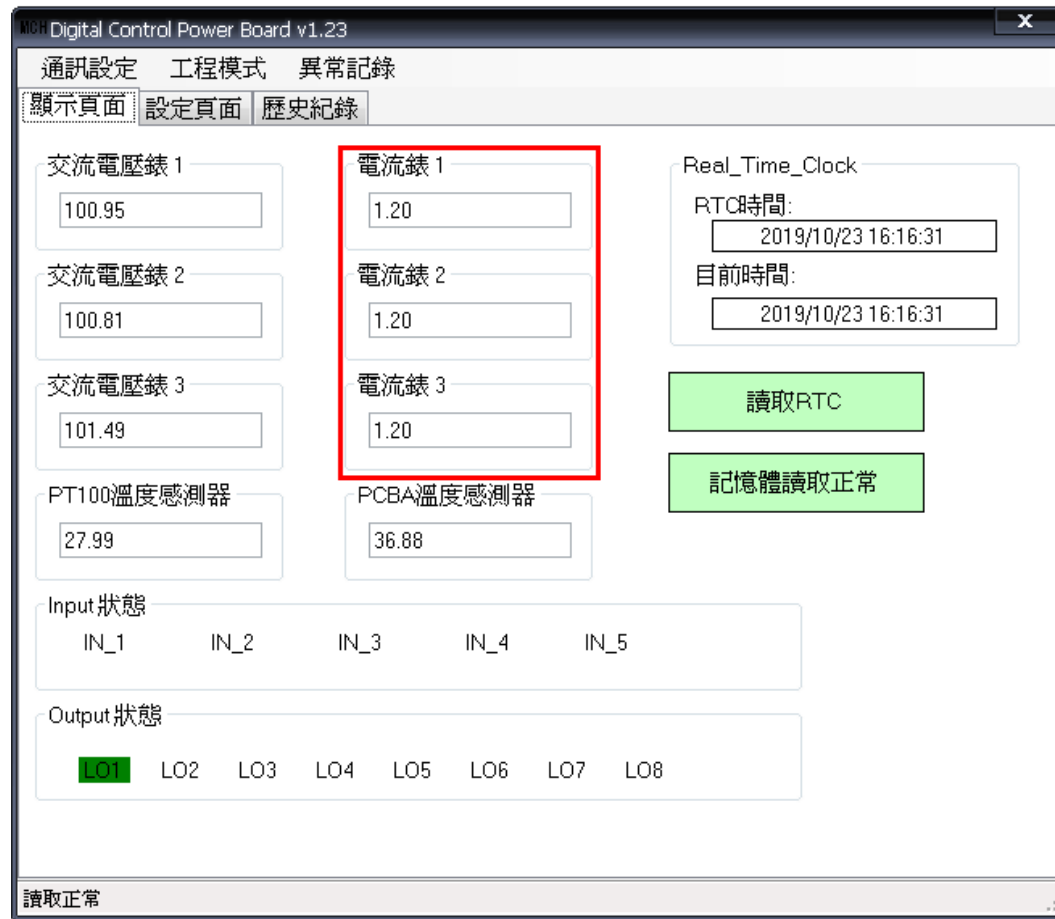 MCH Digital Control Power Board v1.23
x
通訊設定 工程模式 異常記錄
顯示頁面 設定頁面 歷史紀錄
交流電壓錶 1
100.95
電流錶 1
1.20
Real_Time_Clock
RTC時間:
2019/10/23 16:16:31
目前時間:
2019/10/23 16:16:31
交流電壓錶 2
100.81
電流錶 2
1.20
交流電壓錶 3
101.49
電流錶 3
1.20
讀取RTC
記憶體讀取正常
PT100溫度感測器
27.99
PCBA溫度感測器
36.88
Input 狀態
IN_1 IN_2 IN_3 IN_4 IN_5
Output 狀態
LO1 LO2 LO3 LO4 LO5 LO6 LO7 LO8
讀取正常